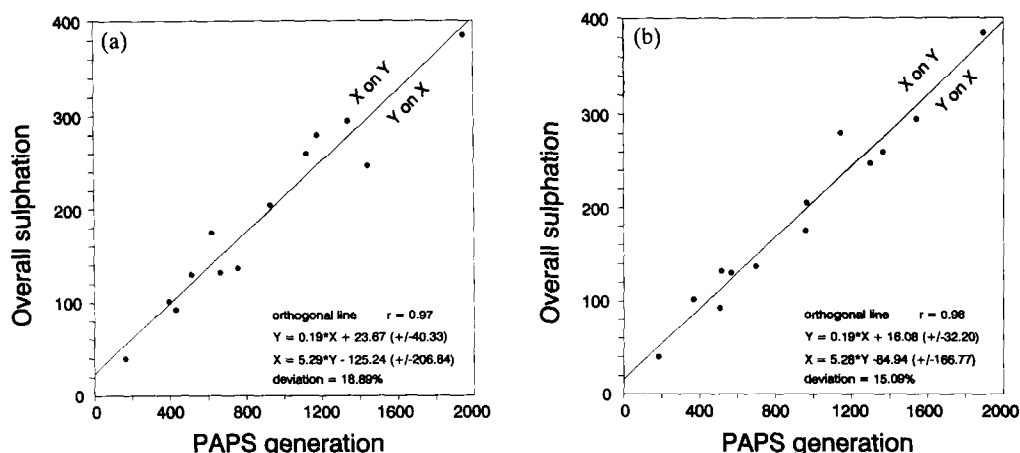 (a)
Overall sulphation
400
300
200
100
0
X on Y
Y on X
orthogonal line r = 0.97
Y = 0.19*X + 23.67 (+/-40.33)
X = 5.29*Y - 125.24 (+/-206.84)
deviation = 18.89%
0 400 800 1200 1600 2000
PAPS generation
(b)
Overall sulphation
400
300
200
100
0
X on Y
Y on X
orthogonal line r = 0.98
Y = 0.19*X + 16.08 (+/-32.20)
X = 5.28*Y -84.94 (+/-166.77)
deviation = 15.09%
0 400 800 1200 1600 2000
PAPS generation